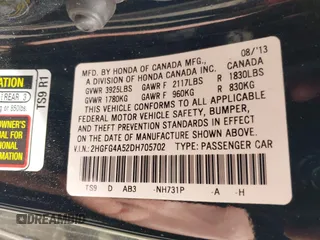 MFD. BY HONDA OF CANADA MFG., 08/'13
A DIVISION OF HONDA CANADA INC. CANADA
GVWR 3925LBS GAWR F 2117LBS R 1830LBS
GVWR 1780KG GAWR F 960KG R 830KG
THIS VEHICLE CONFORMS TO ALL APPLICABLE
FEDERAL MOTOR VEHICLE SAFETY, BUMPER,
AND THEFT PREVENTION STANDARDS IN EFFECT
ON THE DATE OF MANUFACTURE SHOWN ABOVE.
V.I.N: 2HGFG4A52DH705702 TYPE: PASSENGER CAR
TS9 D AB3 -NH731P -A -H
TS9 R1
REAR 3
OWNER'S
DREAMBID